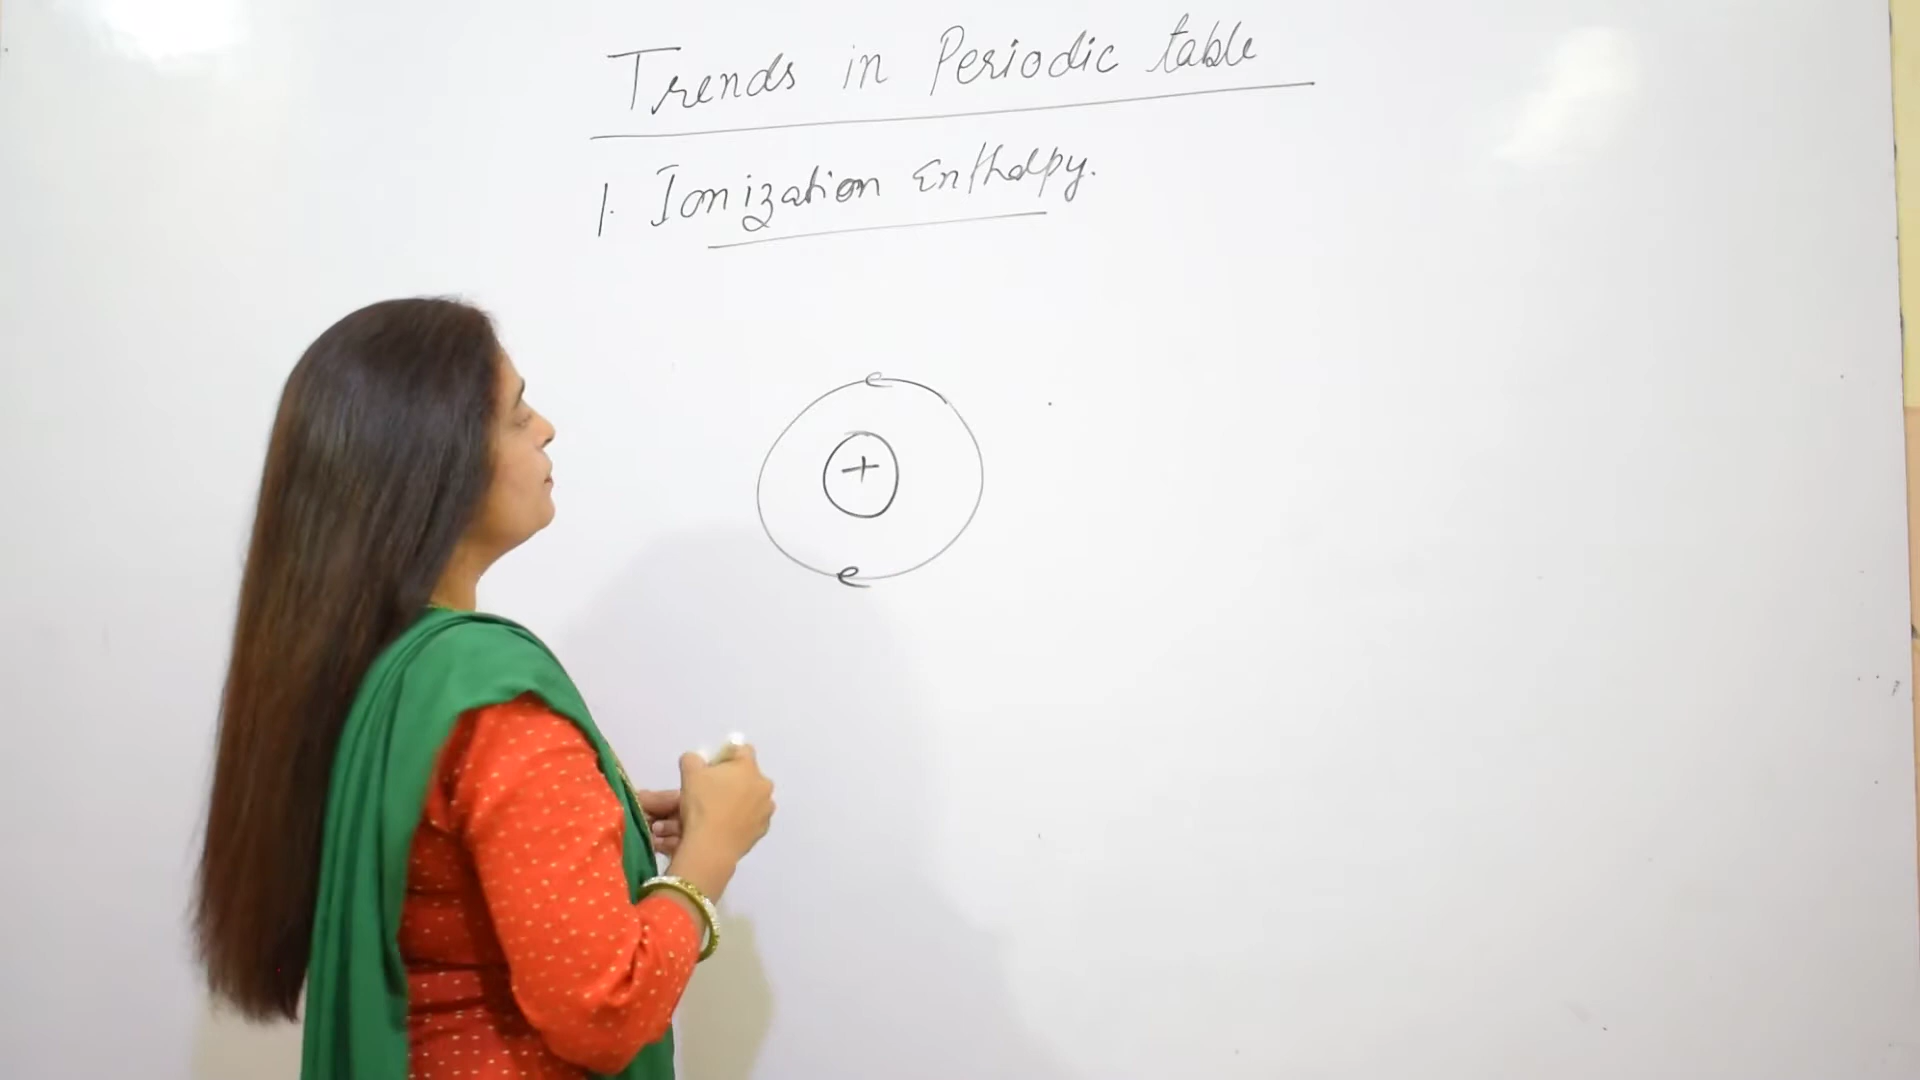 Trends in Periodic table
1. Ionization Enthalpy.
e
+
e